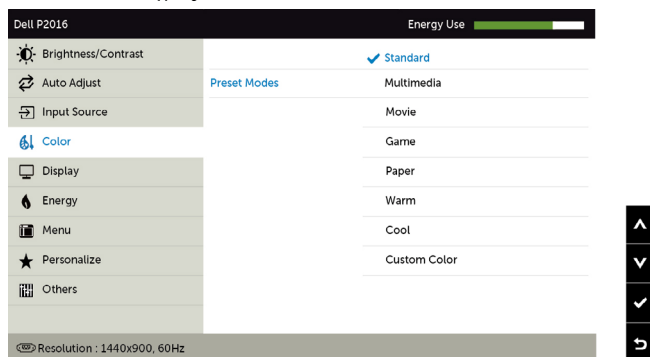 Dell P2016 Energy Use
Brightness/Contrast Standard
Auto Adjust Preset Modes Multimedia
Input Source Movie
Color Game
Display Paper
Energy Warm
Menu Cool
Personalize Custom Color
Others
Resolution : 1440x900, 60Hz